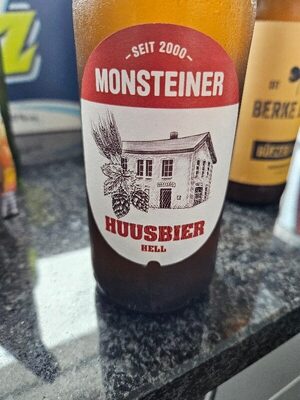 -SEIT 2000-
MONSTEINER
HUUSBIER
HELL
BERKE